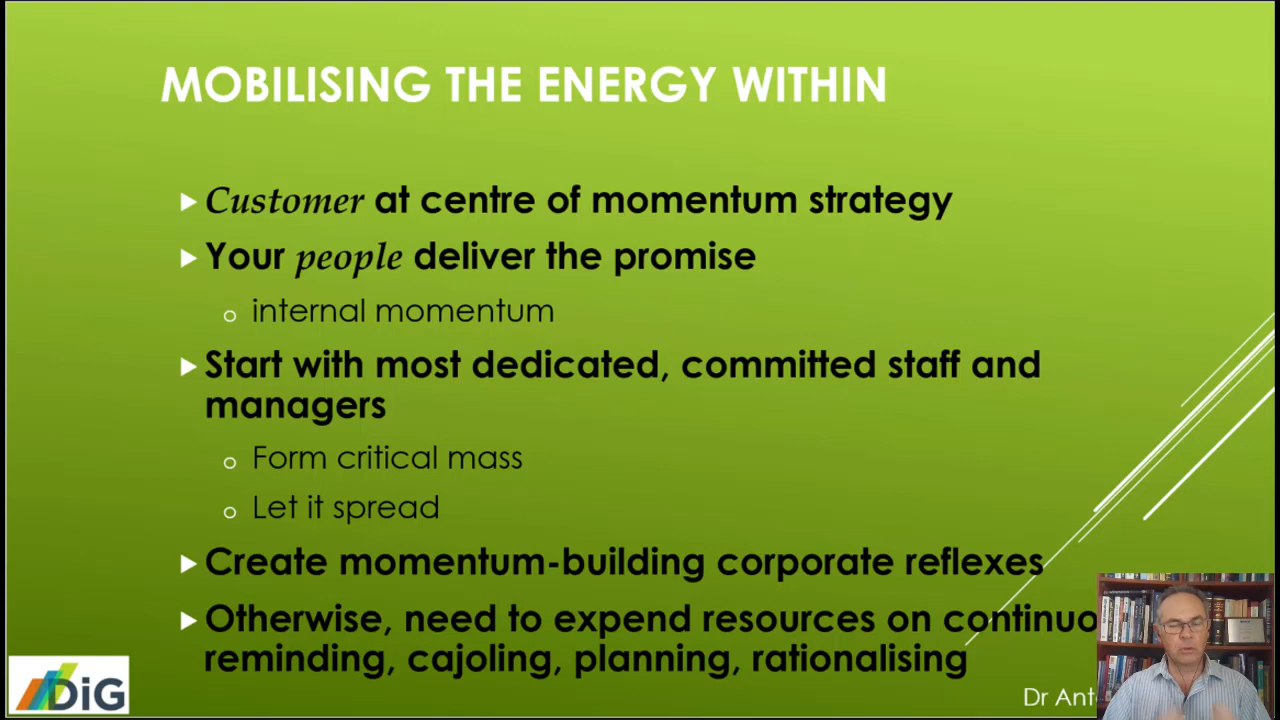 MOBILISING THE ENERGY WITHIN
Customer at centre of momentum strategy
Your people deliver the promise
internal momentum
Start with most dedicated, committed staff and
managers
Form critical mass
Let it spread
Create momentum-building corporate reflexes
Otherwise, need to expend resources on
reminding, cajoling, planning, rationalising
DiG
Dr